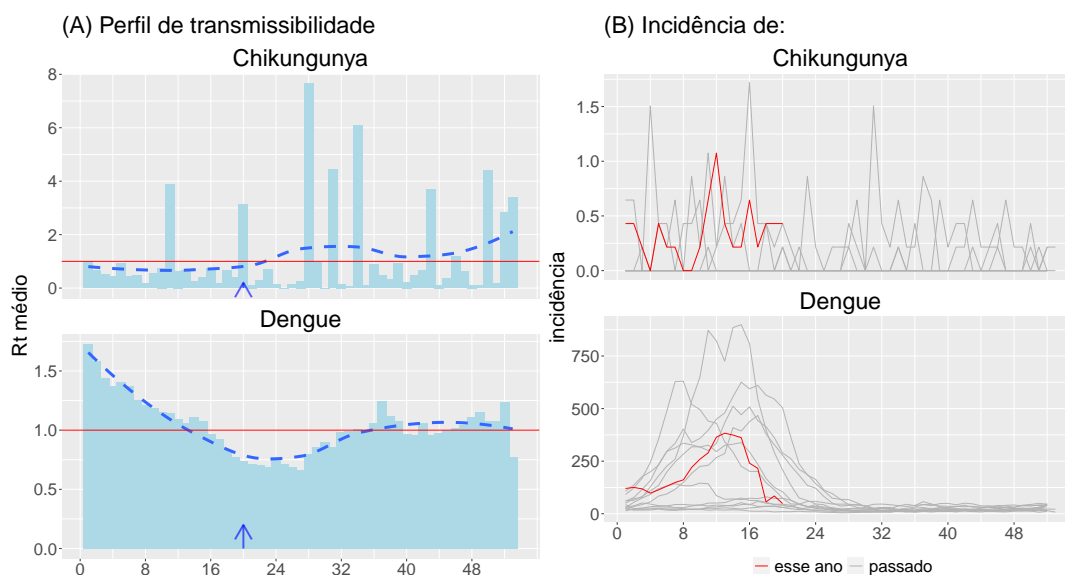 (A) Perfil de transmissibilidade
Chikungunya
8
6
4
2
0
Dengue
1.5
1.0
0.5
0.0
0 8 16 24 32 40 48
Rt médio
(B) Incidência de:
Chikungunya
1.5
1.0
0.5
0.0
Dengue
750
500
250
0
0 8 16 24 32 40 48
incidência
esse ano passado